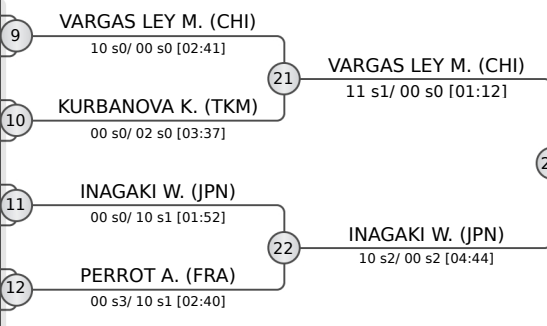 9
VARGAS LEY M. (CHI)
10 s0/ 00 s0 [02:41]
21
VARGAS LEY M. (CHI)
11 s1/ 00 s0 [01:12]
10
KURBANOVA K. (TKM)
00 s0/ 02 s0 [03:37]
11
INAGAKI W. (JPN)
00 s0/ 10 s1 [01:52]
22
INAGAKI W. (JPN)
10 s2/ 00 s2 [04:44]
12
PERROT A. (FRA)
00 s3/ 10 s1 [02:40]